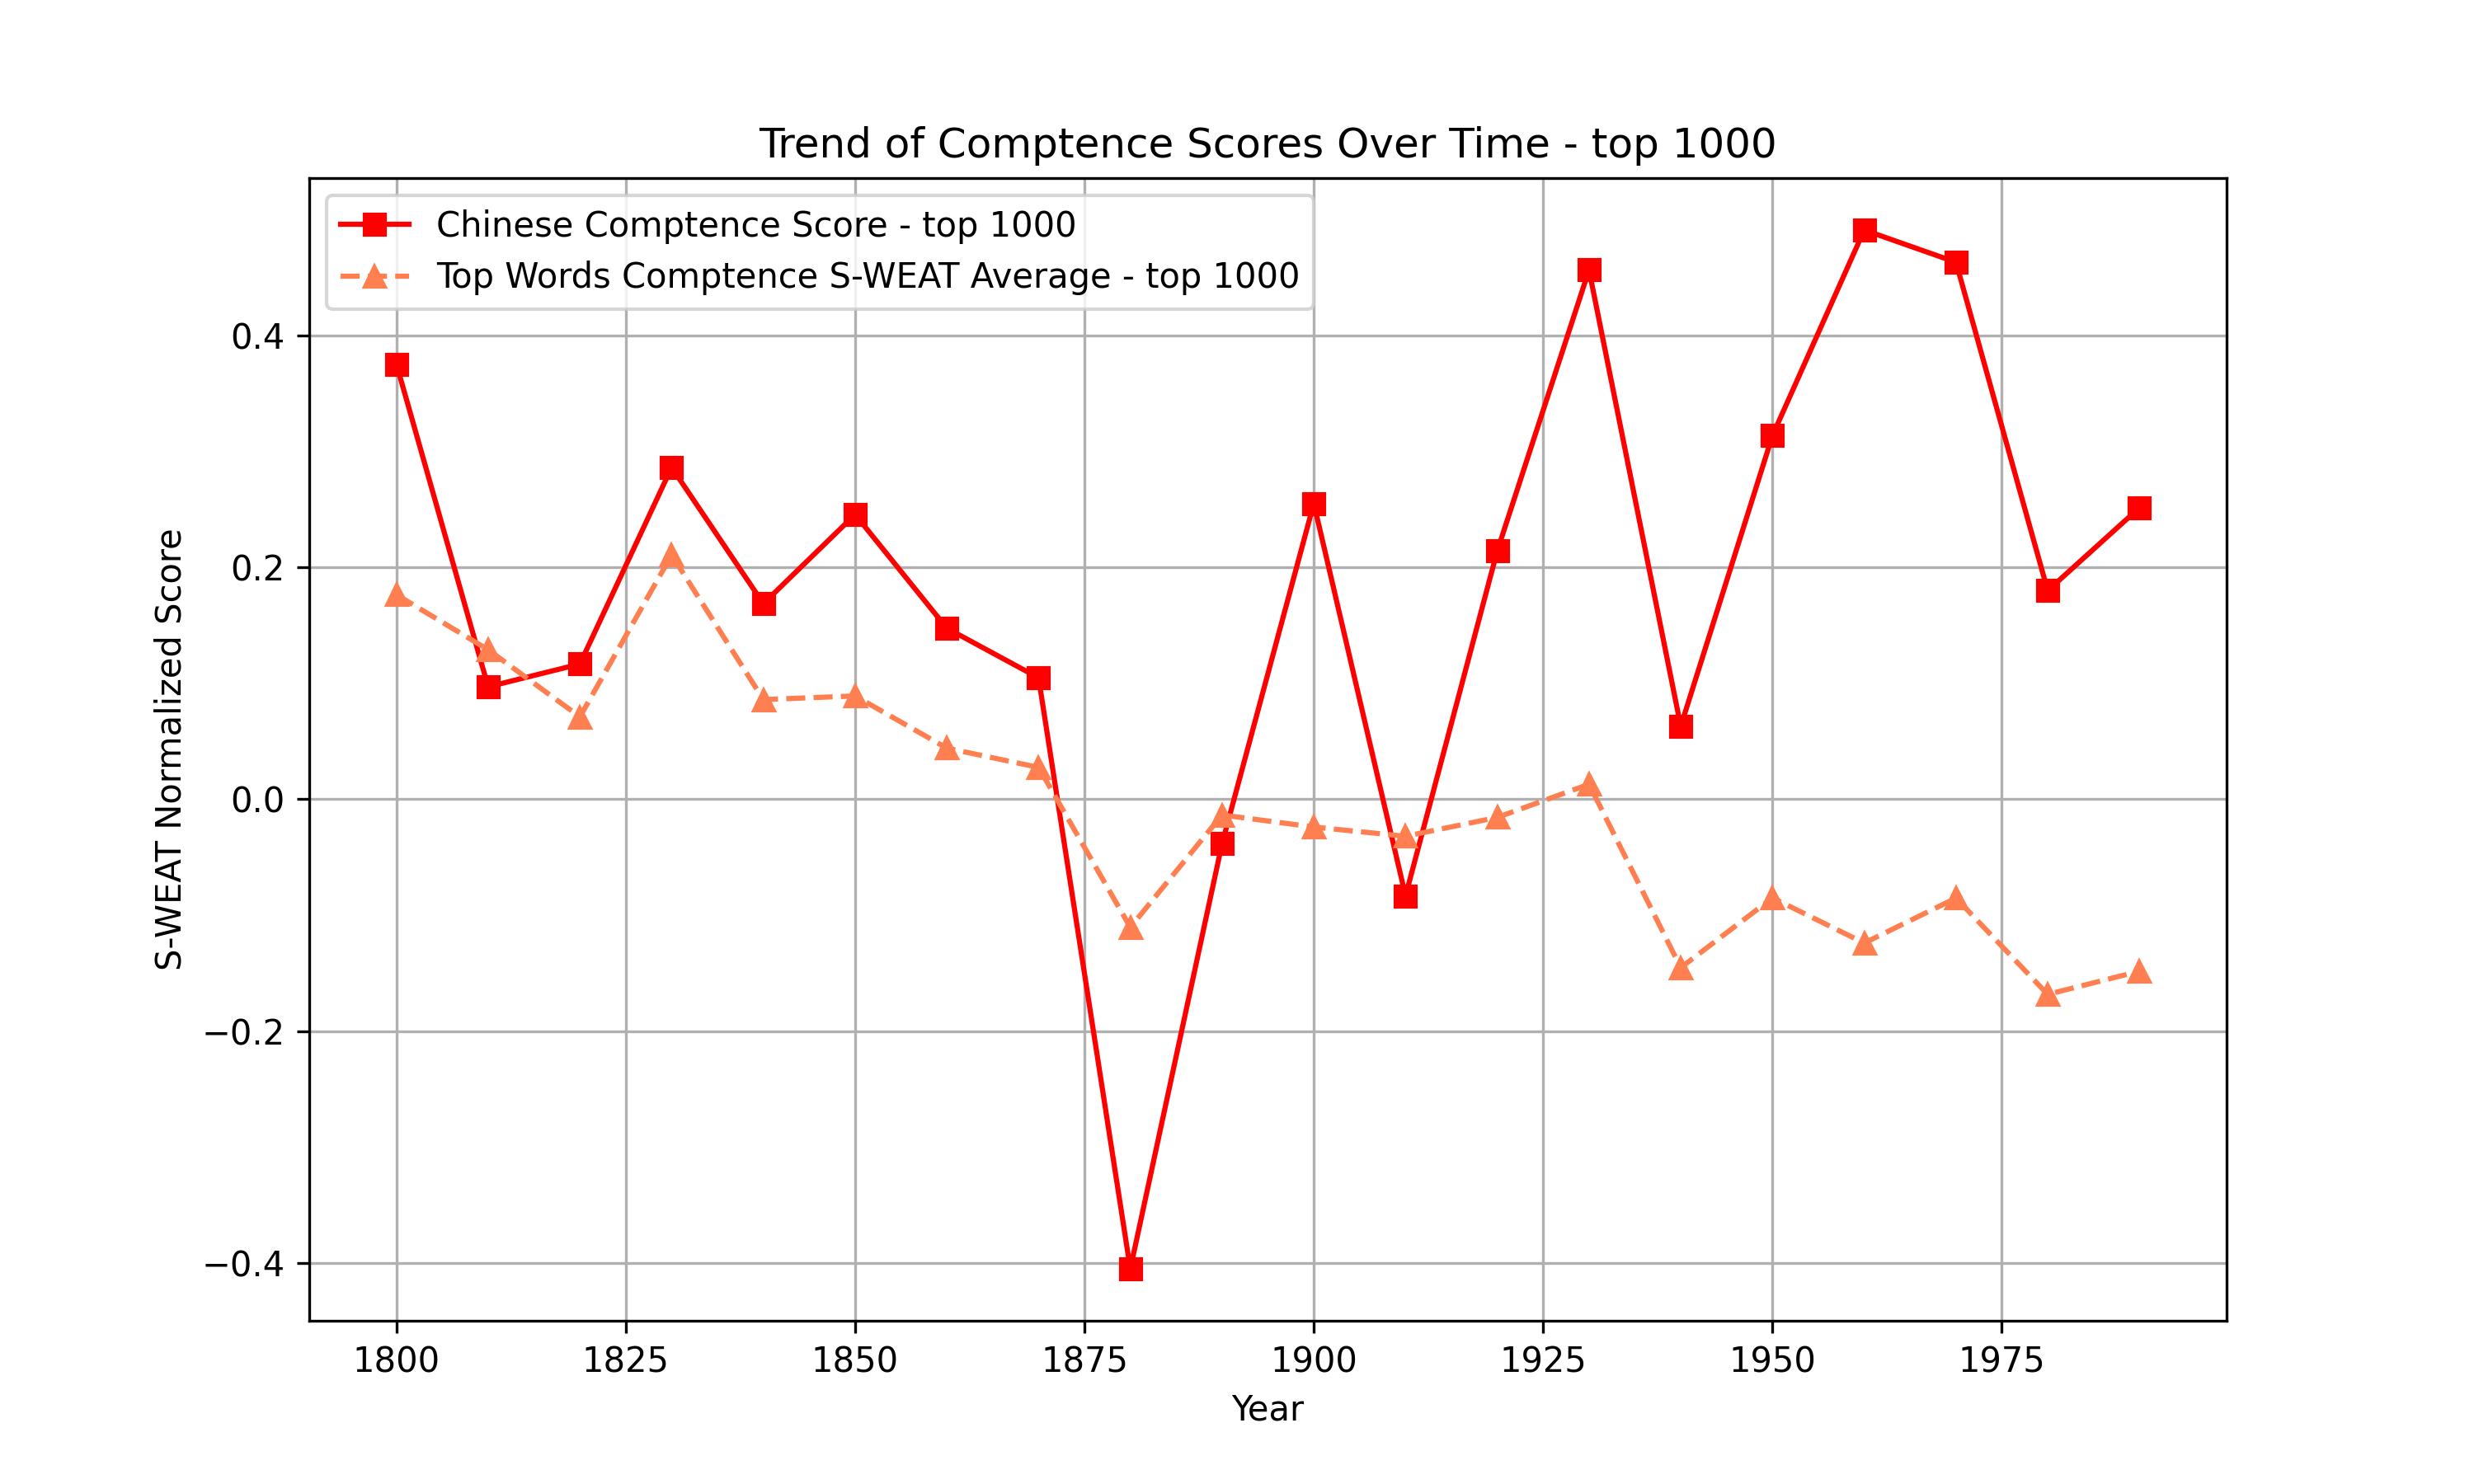 Trend of Comptence Scores Over Time - top 1000
Chinese Comptence Score - top 1000
Top Words Comptence S-WEAT Average - top 1000
S-WEAT Normalized Score
0.4
0.2
0.0
−0.2
−0.4
1800 1825 1850 1875 1900 1925 1950 1975
Year